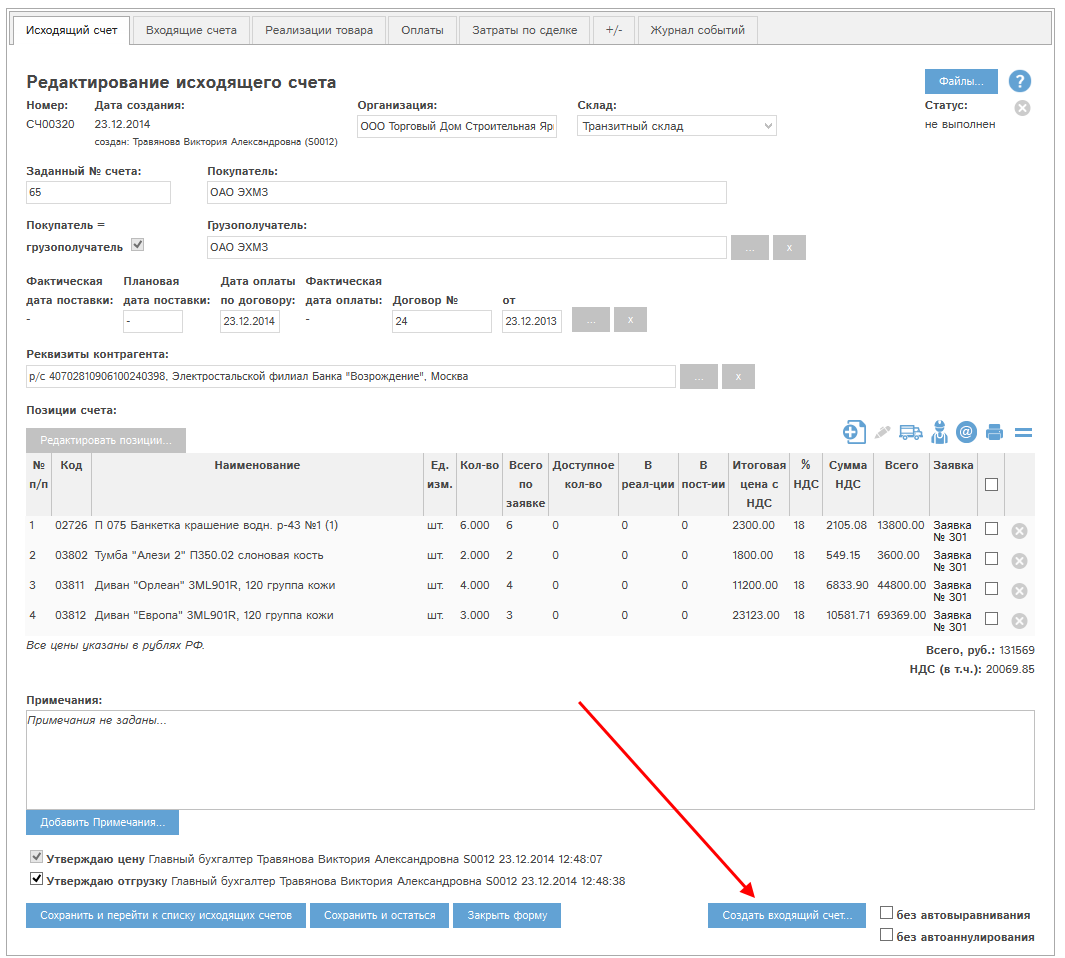 Исходящий счет Входящие счета Реализации товара Оплаты Затраты по сделке +/- Журнал событий
Редактирование исходящего счета Файлы... ?
Номер: Дата создания: Организация: Склад: Статус:
СЧ00320 23.12.2014 ООО Торговый Дом Строительная Яр Транзитный склад не выполнен
создан: Травянова Виктория Александровна (S0012)
Заданный № счета: Покупатель:
65 ОАО ЭХМЗ
Покупатель = Грузополучатель:
грузополучатель ОАО ЭХМЗ ... x
Фактическая Плановая Дата оплаты Фактическая
дата поставки: дата поставки: по договору: дата оплаты: Договор № от
- - 23.12.2014 - 24 23.12.2013 ... x
Реквизиты контрагента:
р/с 40702810906100240398, Электростальской филиал Банка "Возрождение", Москва ... x
Позиции счета:
Редактировать позиции... @
№ Код Наименование Ед. Кол-во Всего Доступное В В Итоговая % Сумма Всего Заявка
п/п изм. по кол-во реал-ции пост-ии цена с НДС НДС
заявке НДС
1 02726 П 075 Банкетка крашение водн. р-43 №1 (1) шт. 6.000 6 0 0 0 2300.00 18 2105.08 13800.00 Заявка
№ 301
2 03802 Тумба "Алези 2" П350.02 слоновая кость шт. 2.000 2 0 0 0 1800.00 18 549.15 3600.00 Заявка
№ 301
3 03811 Диван "Орлеан" 3ML901R, 120 группа кожи шт. 4.000 4 0 0 0 11200.00 18 6833.90 44800.00 Заявка
№ 301
4 03812 Диван "Европа" 3ML901R, 120 группа кожи шт. 3.000 3 0 0 0 23123.00 18 10581.71 69369.00 Заявка
№ 301
Все цены указаны в рублях РФ.
Всего, руб.: 131569
НДС (в т.ч.): 20069.85
Примечания:
Примечания не заданы...
Добавить Примечания...
Утверждаю цену Главный бухгалтер Травянова Виктория Александровна S0012 23.12.2014 12:48:07
Утверждаю отгрузку Главный бухгалтер Травянова Виктория Александровна S0012 23.12.2014 12:48:38
Сохранить и перейти к списку исходящих счетов Сохранить и остаться Закрыть форму Создать входящий счет... без автовыравнивания
без автоаннулирования